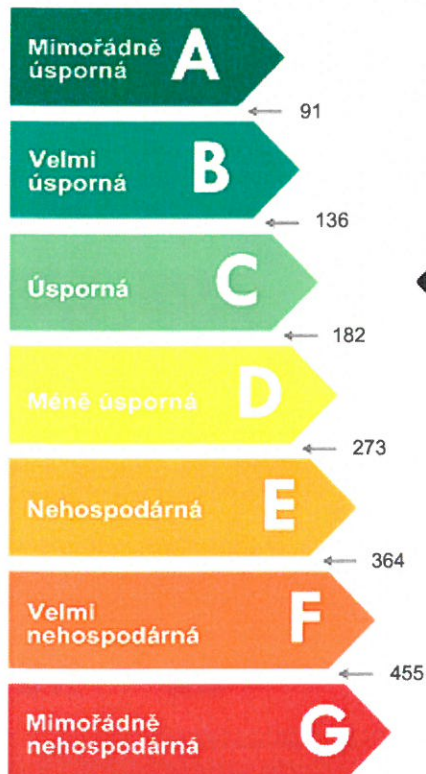 Mimořádně
úsporná
A
91
Velmi
úsporná
B
136
Úsporná
C
182
Méně úsporná
D
273
Nehospodárná
E
364
Velmi
nehospodárná
F
455
Mimořádně
nehospodárná
G